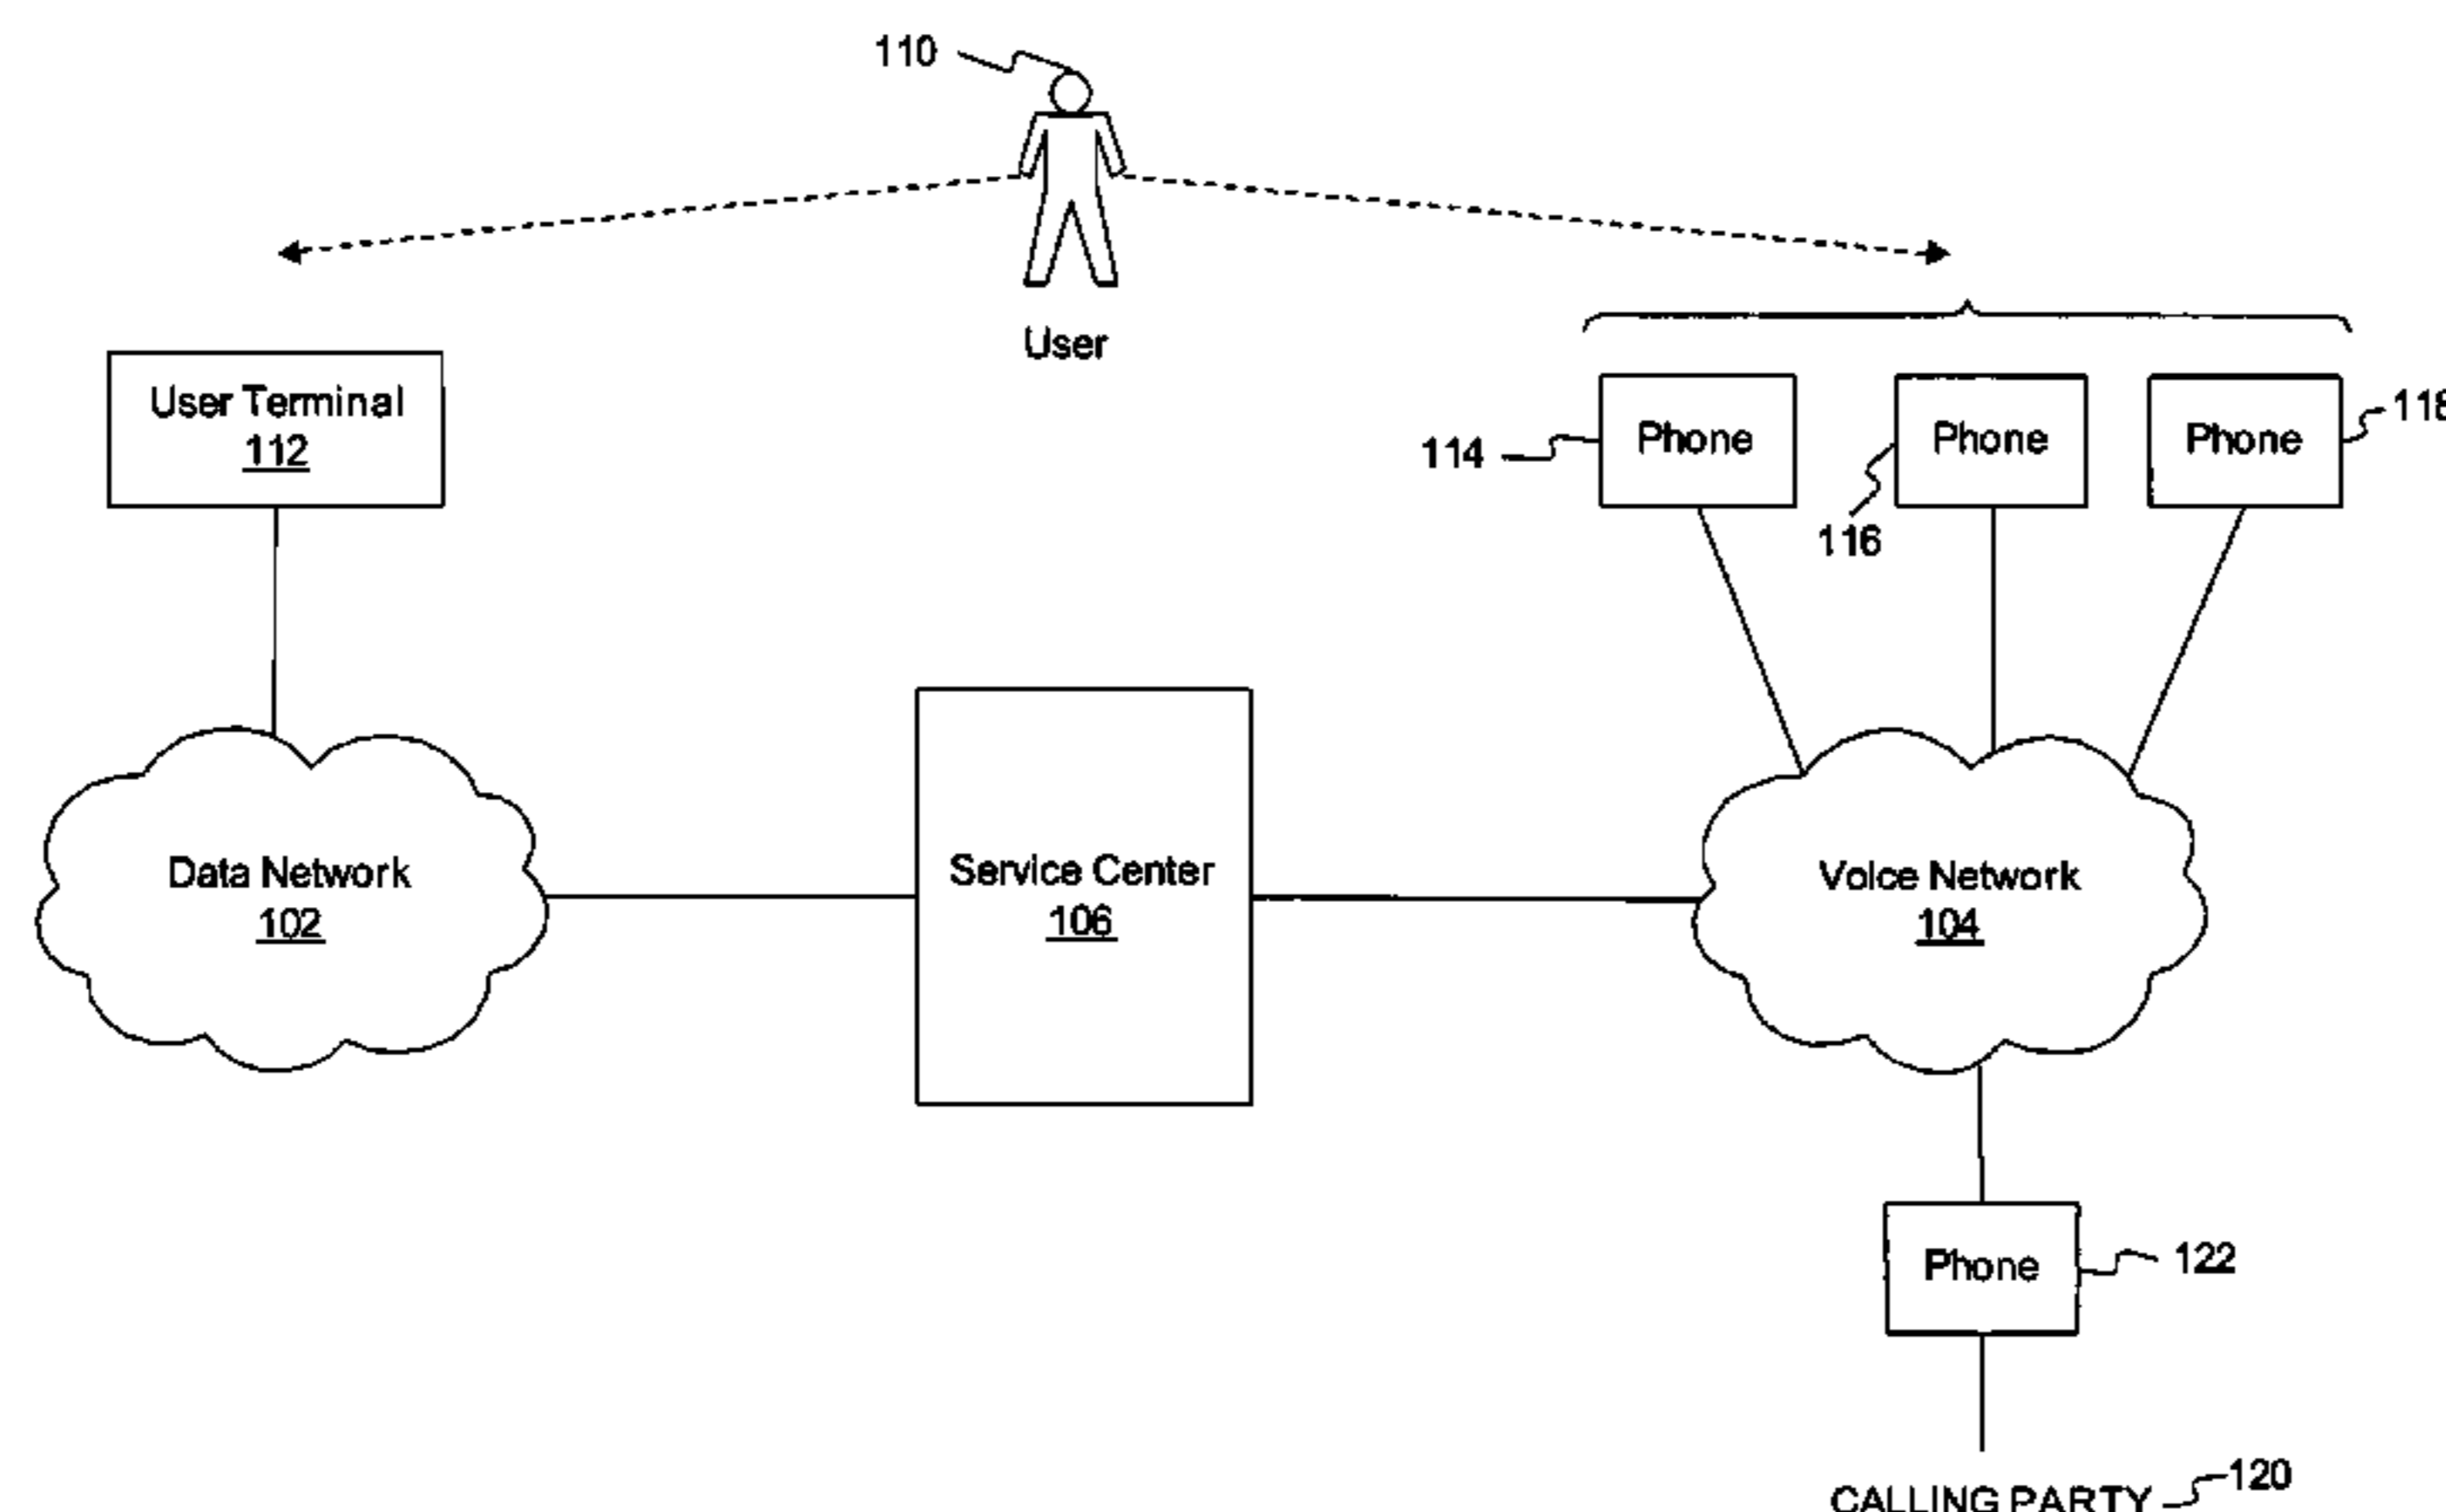 110
User
User Terminal
112
Phone
Phone
Phone
118
114
116
Data Network
102
Service Center
106
Voice Network
104
Phone
122
120
CALLING PARTY